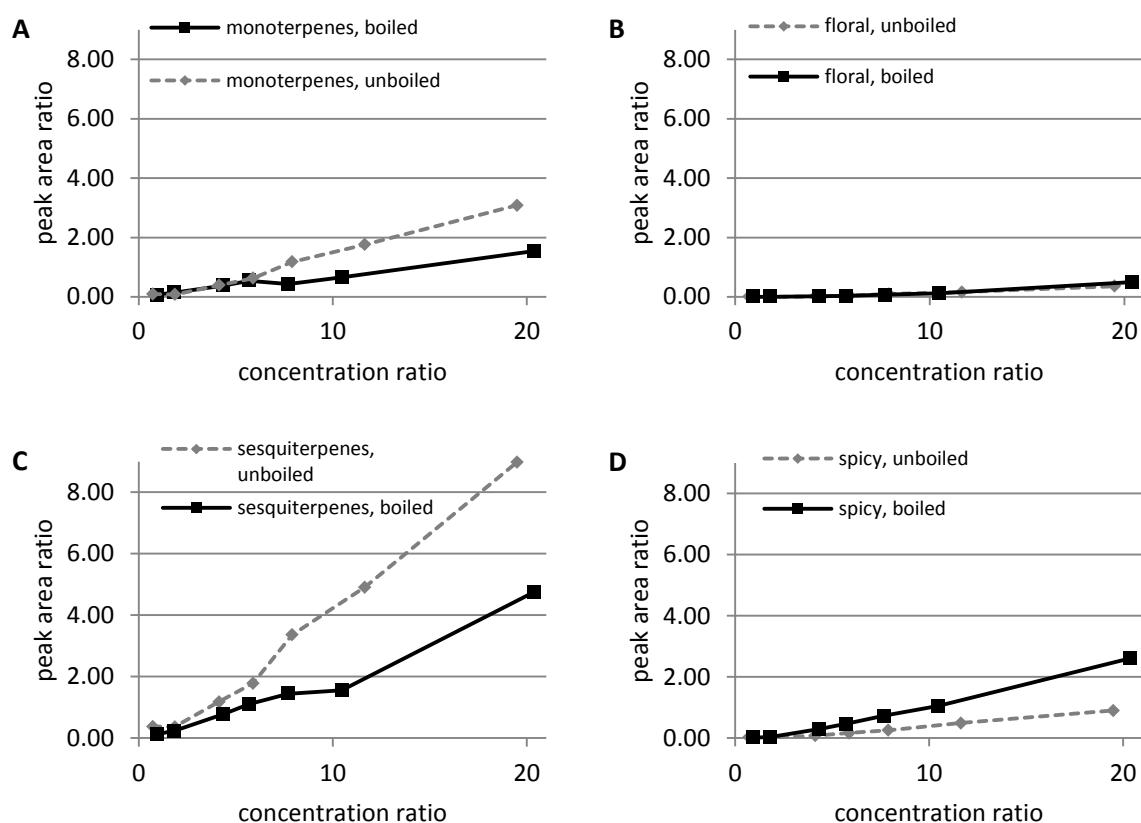 A
monoterpenes, boiled
monoterpenes, unboiled
8.00
6.00
4.00
2.00
0.00
peak area ratio
0
10
20
concentration ratio
B
floral, unboiled
floral, boiled
8.00
6.00
4.00
2.00
0.00
peak area ratio
0
10
20
concentration ratio
C
sesquiterpenes,
unboiled
sesquiterpenes, boiled
8.00
6.00
4.00
2.00
0.00
peak area ratio
0
10
20
concentration ratio
D
spicy, unboiled
spicy, boiled
8.00
6.00
4.00
2.00
0.00
peak area ratio
0
10
20
concentration ratio